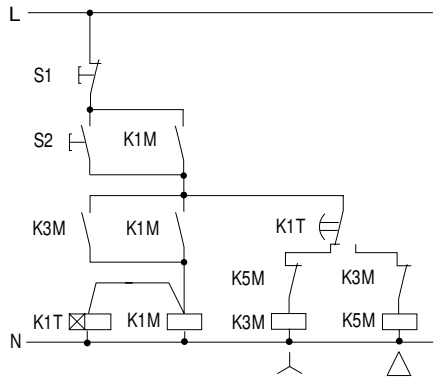 L
S1
S2 K1M
K3M K1M K1T
K5M K3M
K1T K1M K3M K5M
N